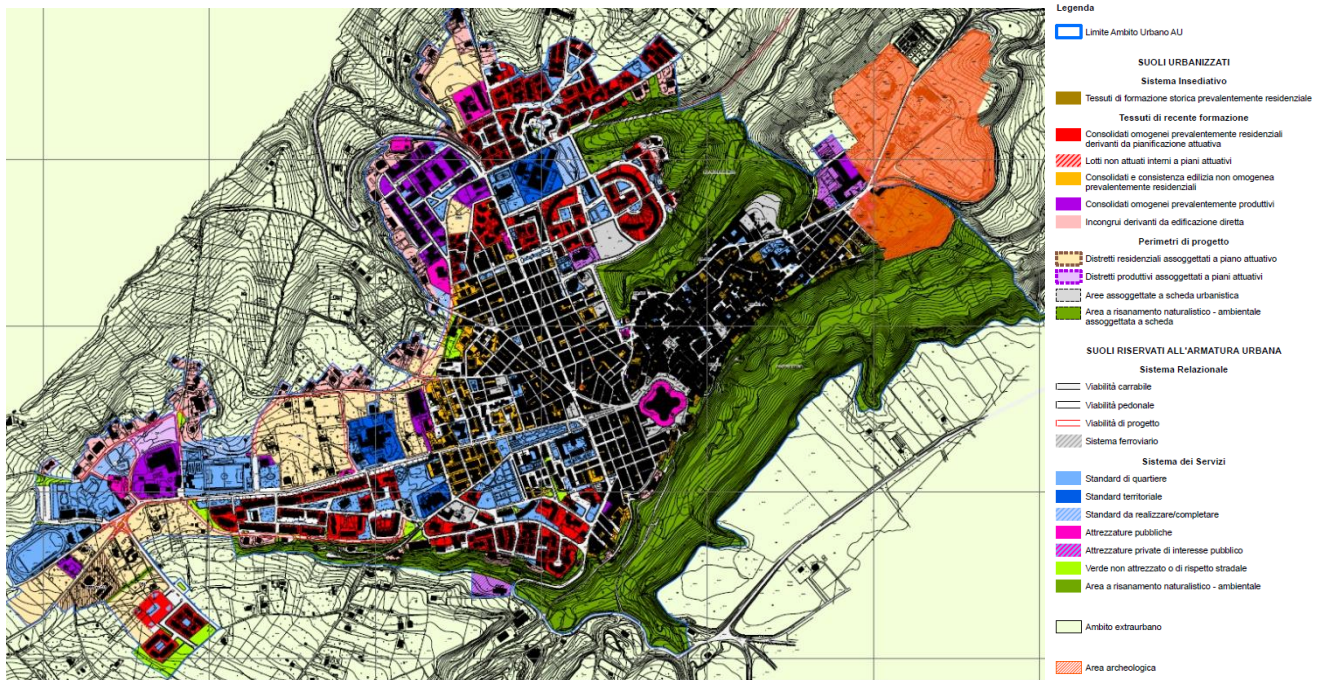 Legenda
Limite Ambito Urbano AU
SUOLI URBANIZZATI
Sistema Insediativo
Tessuti di formazione storica prevalentemente residenziale
Tessuti di recente formazione
Consolidati omogenei prevalentemente residenziali
derivanti da pianificazione attuativa
Lotti non attuati interni a piani attuativi
Consolidati e consistenza edilizia non omogenea
prevalentemente residenziali
Consolidati omogenei prevalentemente produttivi
Incongrui derivanti da edificazione diretta
Perimetri di progetto
Distretti residenziali assoggettati a piano attuativo
Distretti produttivi assoggettati a piani attuativi
Aree assoggettate a scheda urbanistica
Area a risanamento naturalistico - ambientale
assoggettata a scheda
SUOLI RISERVATI ALL'ARMATURA URBANA
Sistema Relazionale
Viabilità carrabile
Viabilità pedonale
Viabilità di progetto
Sistema ferroviario
Sistema dei Servizi
Standard di quartiere
Standard territoriale
Standard da realizzare/completare
Attrezzature pubbliche
Attrezzature private di interesse pubblico
Verde non attrezzato o di rispetto stradale
Area a risanamento naturalistico - ambientale
Ambito extraurbano
Area archeologica